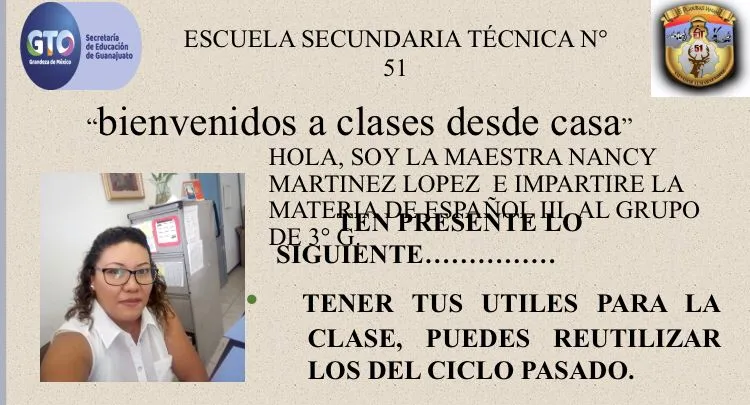 GTO
Grandeza de México
Secretaría
de Educación
de Guanajuato
ESCUELA SECUNDARIA TÉCNICA N°
51
51
“bienvenidos a clases desde casa”
HOLA, SOY LA MAESTRA NANCY
MARTINEZ LOPEZ E IMPARTIRE LA
MATERIA DE ESPAÑOL III AL GRUPO
DE 3° G.
TEN PRESENTE LO
SIGUIENTE……………
• TENER TUS UTILES PARA LA
CLASE, PUEDES REUTILIZAR
LOS DEL CICLO PASADO.